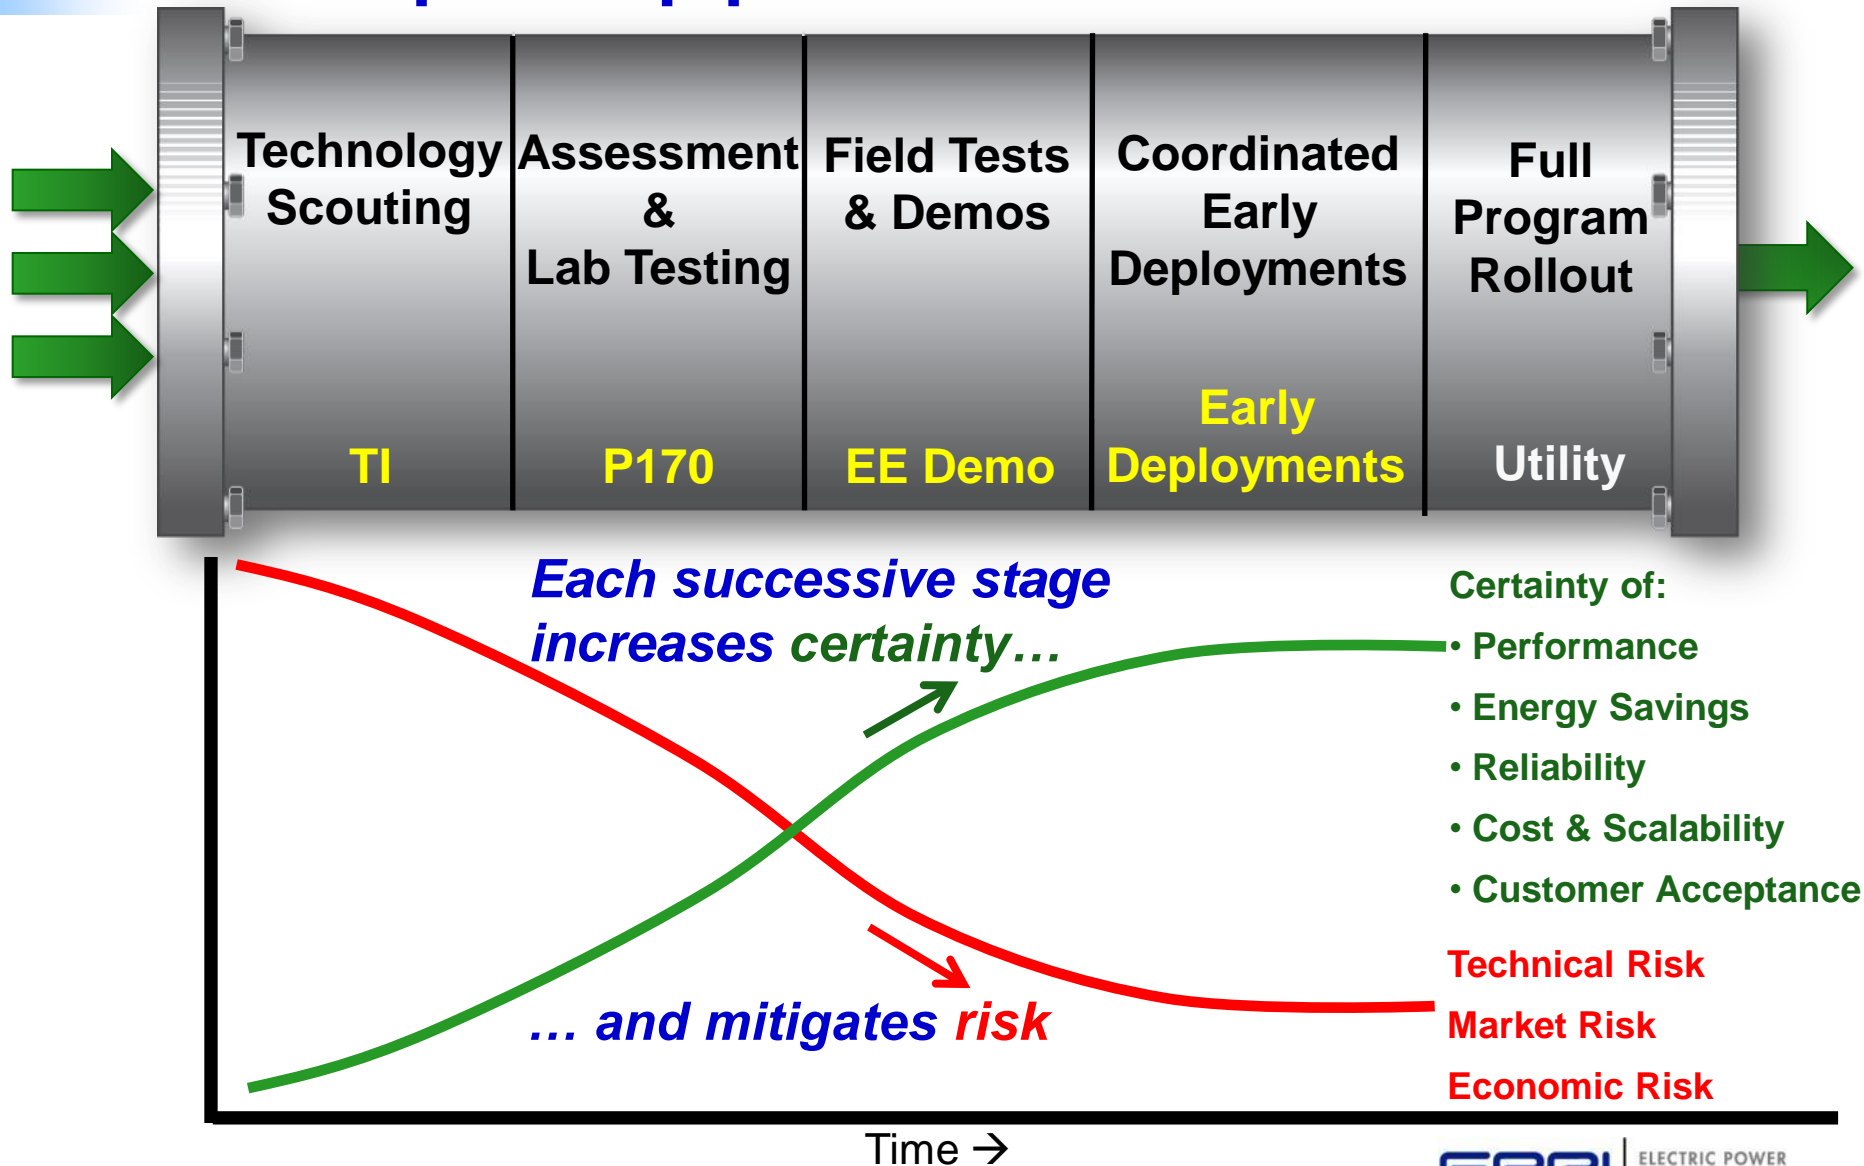 Technology
Scouting
TI
Assessment
&
Lab Testing
P170
Field Tests
& Demos
EE Demo
Coordinated
Early
Deployments
Early
Deployments
Full
Program
Rollout
Utility
Each successive stage
increases certainty…
… and mitigates risk
Certainty of:
• Performance
• Energy Savings
• Reliability
• Cost & Scalability
• Customer Acceptance
Technical Risk
Market Risk
Economic Risk
Time →
EPRI
ELECTRIC POWER